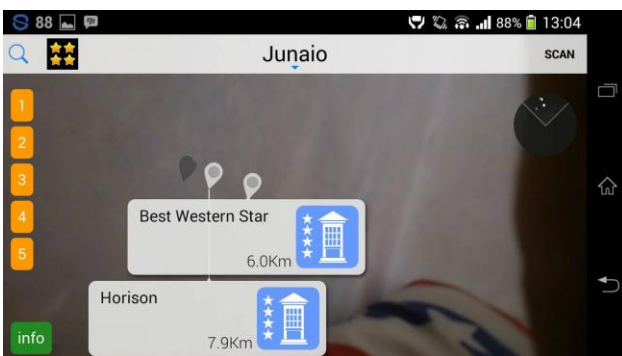 88
88% 13:04
Junaio
SCAN
1
2
3
4
5
Best Western Star
6.0Km
Horison
7.9Km
info